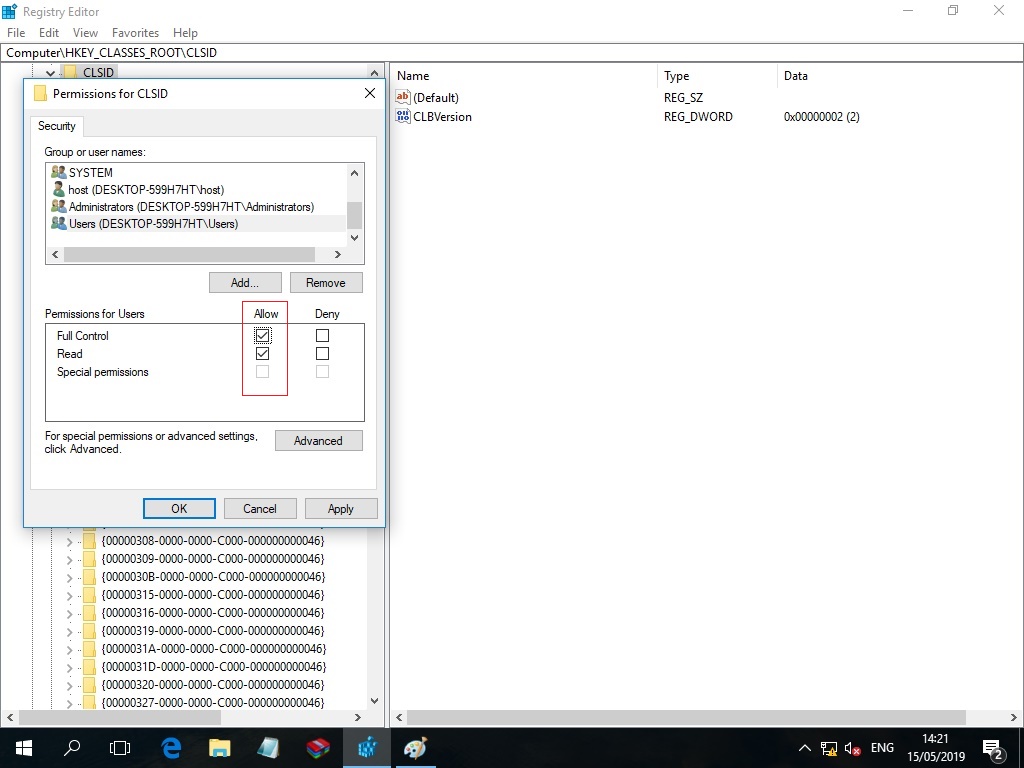 Registry Editor
File Edit View Favorites Help
Computer\HKEY_CLASSES_ROOT\CLSID
CLSID
Permissions for CLSID
Security
Group or user names:
SYSTEM
host (DESKTOP-599H7HT\host)
Administrators (DESKTOP-599H7HT\Administrators)
Users (DESKTOP-599H7HT\Users)
Add... Remove
Permissions for Users Allow Deny
Full Control
Read
Special permissions
For special permissions or advanced settings,
click Advanced.
Advanced
OK Cancel Apply
{00000308-0000-0000-C000-000000000046}
{00000309-0000-0000-C000-000000000046}
{0000030B-0000-0000-C000-000000000046}
{00000315-0000-0000-C000-000000000046}
{00000316-0000-0000-C000-000000000046}
{00000319-0000-0000-C000-000000000046}
{0000031A-0000-0000-C000-000000000046}
{0000031D-0000-0000-C000-000000000046}
{00000320-0000-0000-C000-000000000046}
{00000327-0000-0000-C000-000000000046}
Name Type Data
ab (Default) REG_SZ
CLBVersion REG_DWORD 0x00000002 (2)
ENG
14:21
15/05/2019
2